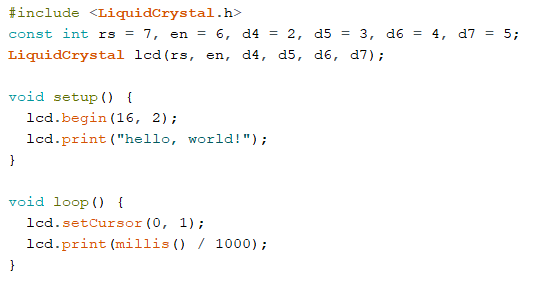 #include <LiquidCrystal.h>
const int rs = 7, en = 6, d4 = 2, d5 = 3, d6 = 4, d7 = 5;
LiquidCrystal lcd(rs, en, d4, d5, d6, d7);

void setup() {
  lcd.begin(16, 2);
  lcd.print("hello, world!");
}

void loop() {
  lcd.setCursor(0, 1);
  lcd.print(millis() / 1000);
}